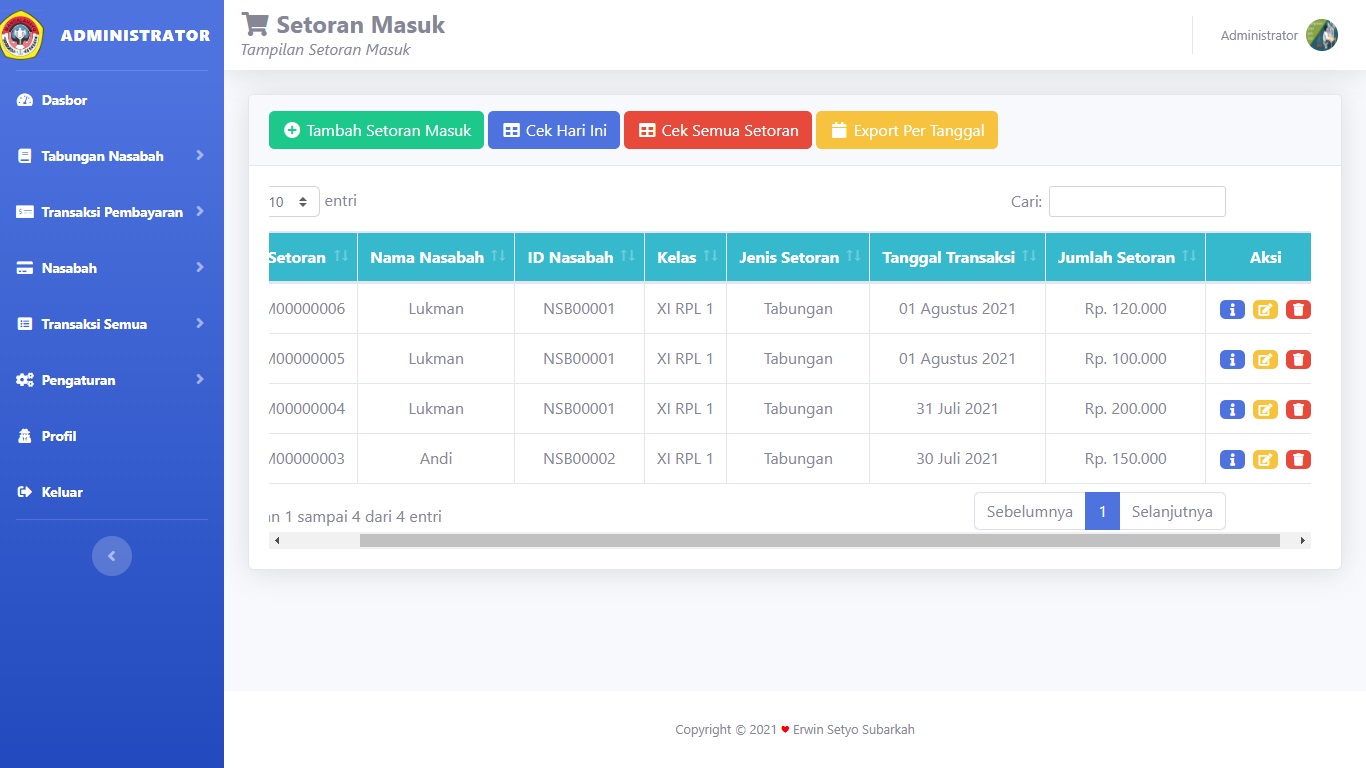 ADMINISTRATOR
Dasbor
Tabungan Nasabah
Transaksi Pembayaran
Nasabah
Transaksi Semua
Pengaturan
Profil
Keluar
Setoran Masuk
Tampilan Setoran Masuk
Administrator
Tambah Setoran Masuk Cek Hari Ini Cek Semua Setoran Export Per Tanggal
10 entri Cari:
Setoran Nama Nasabah ID Nasabah Kelas Jenis Setoran Tanggal Transaksi Jumlah Setoran Aksi
M00000006 Lukman NSB00001 XI RPL 1 Tabungan 01 Agustus 2021 Rp. 120.000
M00000005 Lukman NSB00001 XI RPL 1 Tabungan 01 Agustus 2021 Rp. 100.000
M00000004 Lukman NSB00001 XI RPL 1 Tabungan 31 Juli 2021 Rp. 200.000
M00000003 Andi NSB00002 XI RPL 1 Tabungan 30 Juli 2021 Rp. 150.000
n 1 sampai 4 dari 4 entri Sebelumnya 1 Selanjutnya
Copyright © 2021 ♥ Erwin Setyo Subarkah